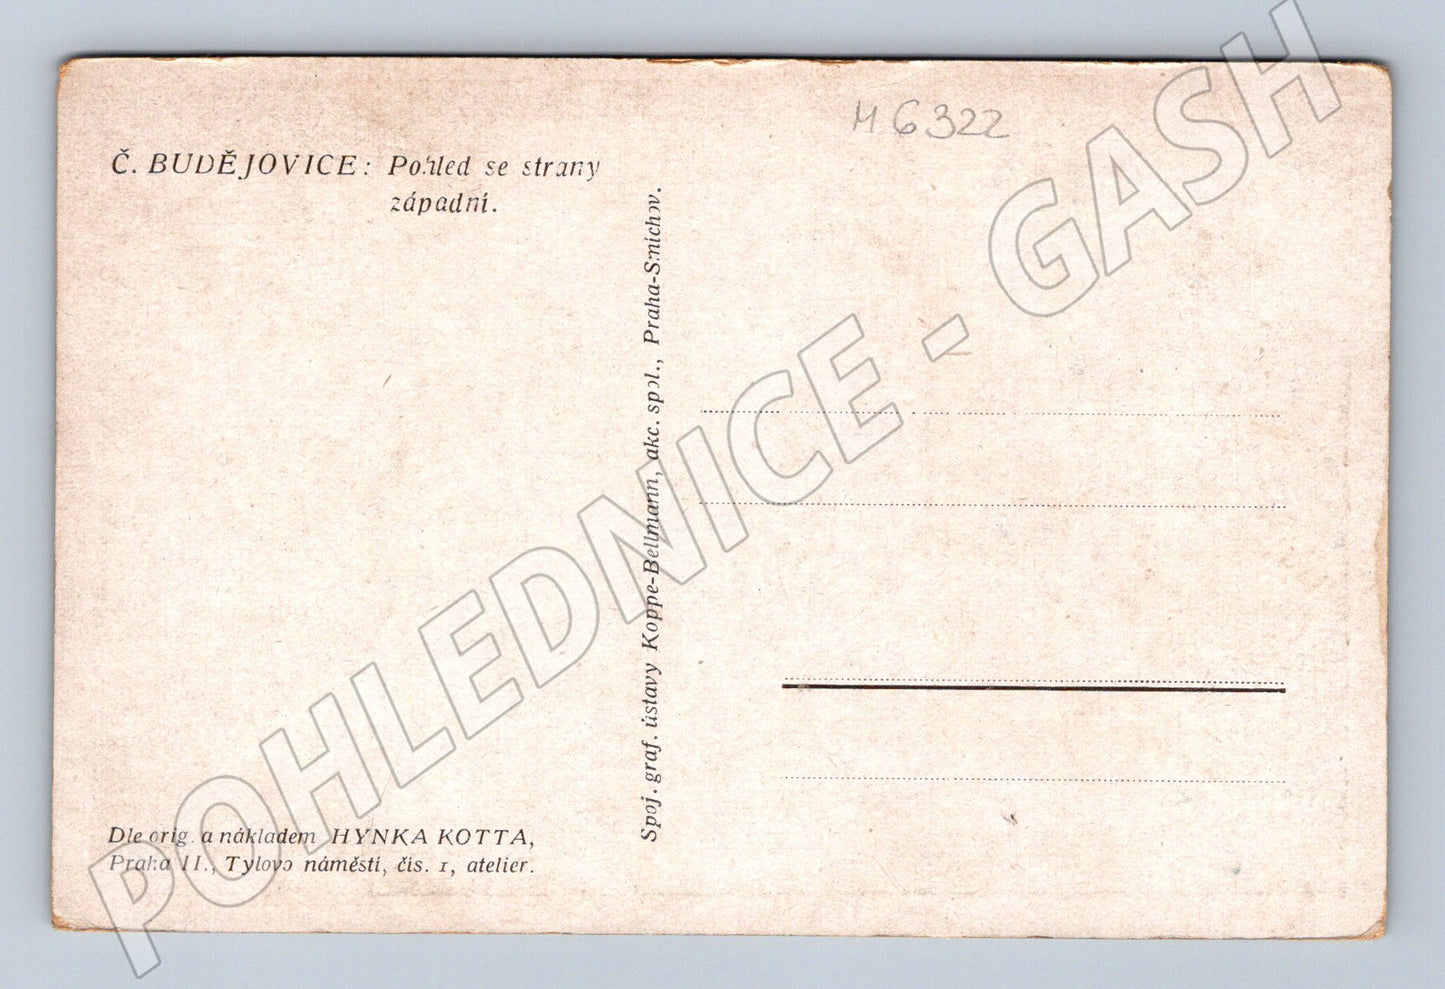 M 6322
Č. BUDĚJOVICE: Pohled se strany
západní.
Spoj. graf. ústavy Koppe-Bellmann, akc. spol., Praha-Smíchov.
Dle orig. a nákladem HYNKA KOTTA,
Praha II., Tylovo náměstí, čís. 1, atelier.
POHLEDNICE - GASH